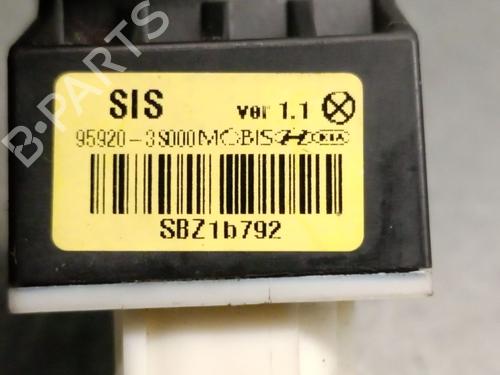 SIS ver 1.1
95920-3S000 MOBIS KIA
SBZ1b792
B-PARTS